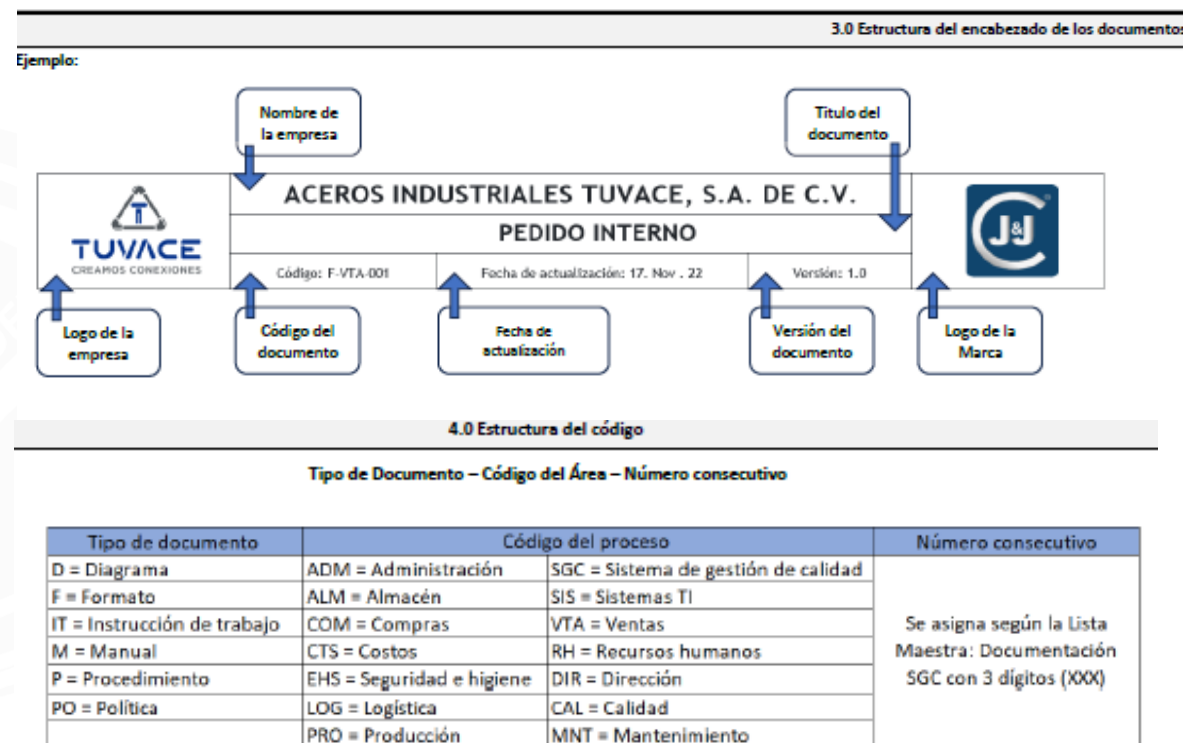 3.0 Estructura del encabezado de los documentos
Ejemplo:
Nombre de
la empresa
Titulo del
documento
TUVACE
CREAMOS CONEXIONES
ACEROS INDUSTRIALES TUVACE, S.A. DE C.V.
PEDIDO INTERNO
Código: F-VTA-001 Fecha de actualización: 17. Nov . 22 Versión: 1.0
J&J
Logo de la
empresa
Código del
documento
Fecha de
actualización
Versión del
documento
Logo de la
Marca
4.0 Estructura del código
Tipo de Documento – Código del Área – Número consecutivo
Tipo de documento Código del proceso Número consecutivo
D = Diagrama ADM = Administración SGC = Sistema de gestión de calidad
F = Formato ALM = Almacén SIS = Sistemas TI
IT = Instrucción de trabajo COM = Compras VTA = Ventas
M = Manual CTS = Costos RH = Recursos humanos
P = Procedimiento EHS = Seguridad e higiene DIR = Dirección
PO = Política LOG = Logística CAL = Calidad
PRO = Producción MNT = Mantenimiento
Se asigna según la Lista
Maestra: Documentación
SGC con 3 dígitos (XXX)